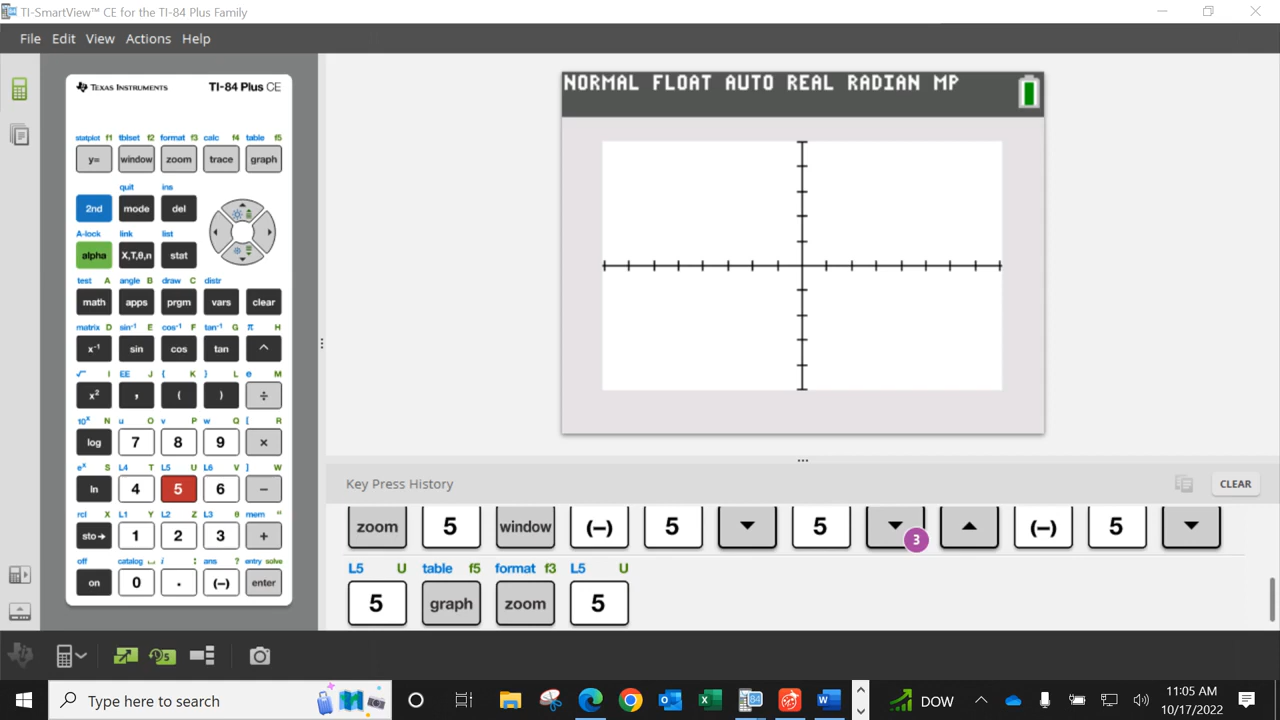 TI-SmartView™ CE for the TI-84 Plus Family
File Edit View Actions Help
TEXAS INSTRUMENTS TI-84 Plus CE
statplot f1 tblset f2 format f3 calc f4 table f5
y= window zoom trace graph
quit ins
2nd mode del
A-lock link list
alpha X,T,θ,n stat
test A angle B draw C distr
math apps prgm vars clear
matrix D sin⁻¹ E cos⁻¹ F tan⁻¹ G π H
x⁻¹ sin cos tan ^
√ I EE J { K } L e M
x² , ( ) ÷
10ˣ N u O v P w Q [ R
log 7 8 9 ×
eˣ S L4 T L5 U L6 V ] W
ln 4 5 6 −
rcl X L1 Y L2 Z L3 θ mem "
sto→ 1 2 3 +
off catalog ␣ i : ans ? entry solve
on 0 . (−) enter
NORMAL FLOAT AUTO REAL RADIAN MP
Key Press History CLEAR
zoom 5 window (−) 5 5 3 (−) 5
L5 U table f5 format f3 L5 U
5 graph zoom 5
Type here to search
DOW
11:05 AM
10/17/2022